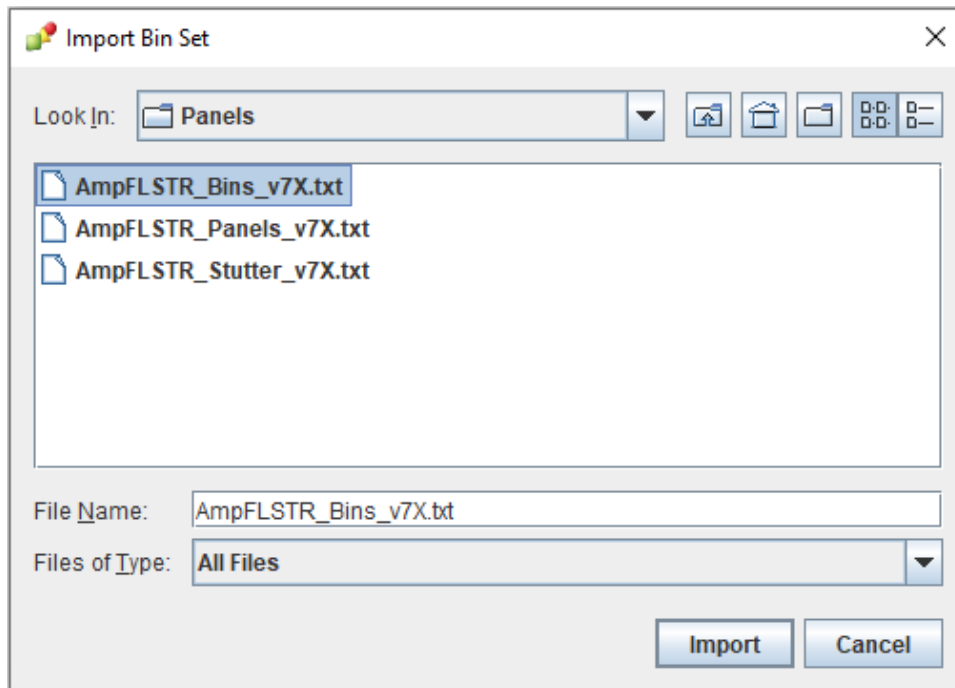 Import Bin Set
Look In: Panels
AmpFLSTR_Bins_v7X.txt
AmpFLSTR_Panels_v7X.txt
AmpFLSTR_Stutter_v7X.txt
File Name: AmpFLSTR_Bins_v7X.txt
Files of Type: All Files
Import Cancel